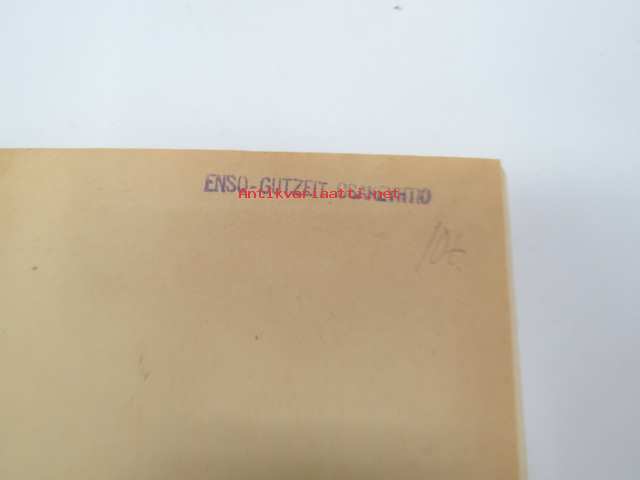 ENSO-GUTZEIT OSAKEYHTIÖ
Antikvariaatti.net
10-